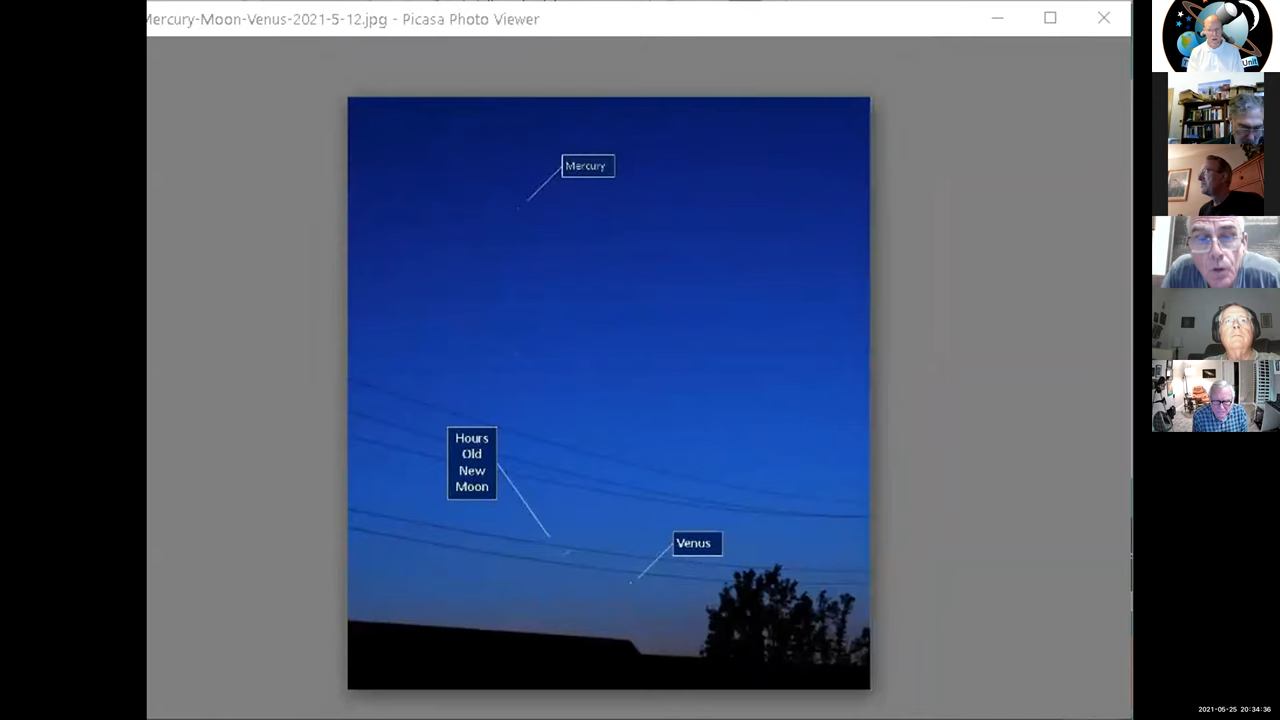 Mercury-Moon-Venus-2021-5-12.jpg - Picasa Photo Viewer
Mercury
Hours
Old
New
Moon
Venus
Unit
2021-05-25 20:34:36